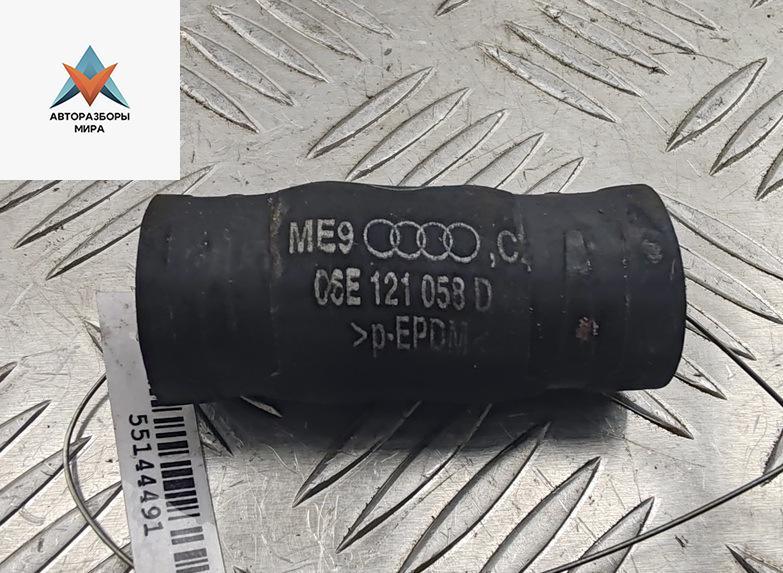 АВТОРАЗБОРЫ
МИРА
ME9 ,C
06E 121 058 D
>p-EPDM<
55144491